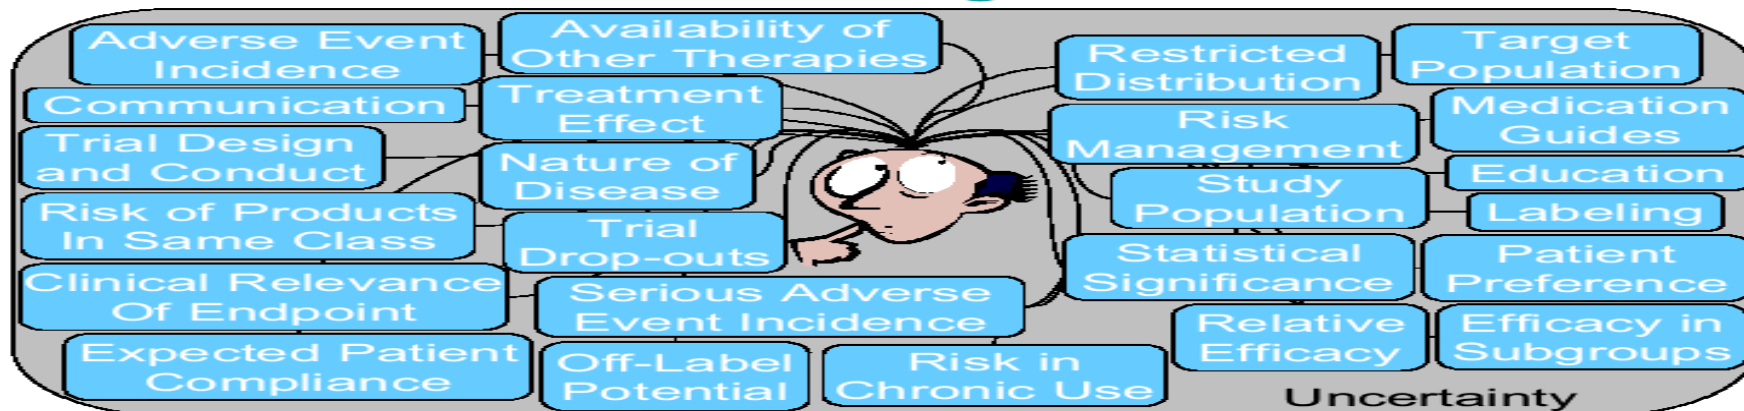 Adverse Event
Incidence
Availability of
Other Therapies
Restricted
Distribution
Target
Population
Communication
Treatment
Effect
Risk
Management
Medication
Guides
Trial Design
and Conduct
Nature of
Disease
Study
Population
Education
Labeling
Risk of Products
In Same Class
Trial
Drop-outs
Statistical
Significance
Patient
Preference
Clinical Relevance
Of Endpoint
Serious Adverse
Event Incidence
Relative
Efficacy
Efficacy in
Subgroups
Expected Patient
Compliance
Off-Label
Potential
Risk in
Chronic Use
Uncertainty